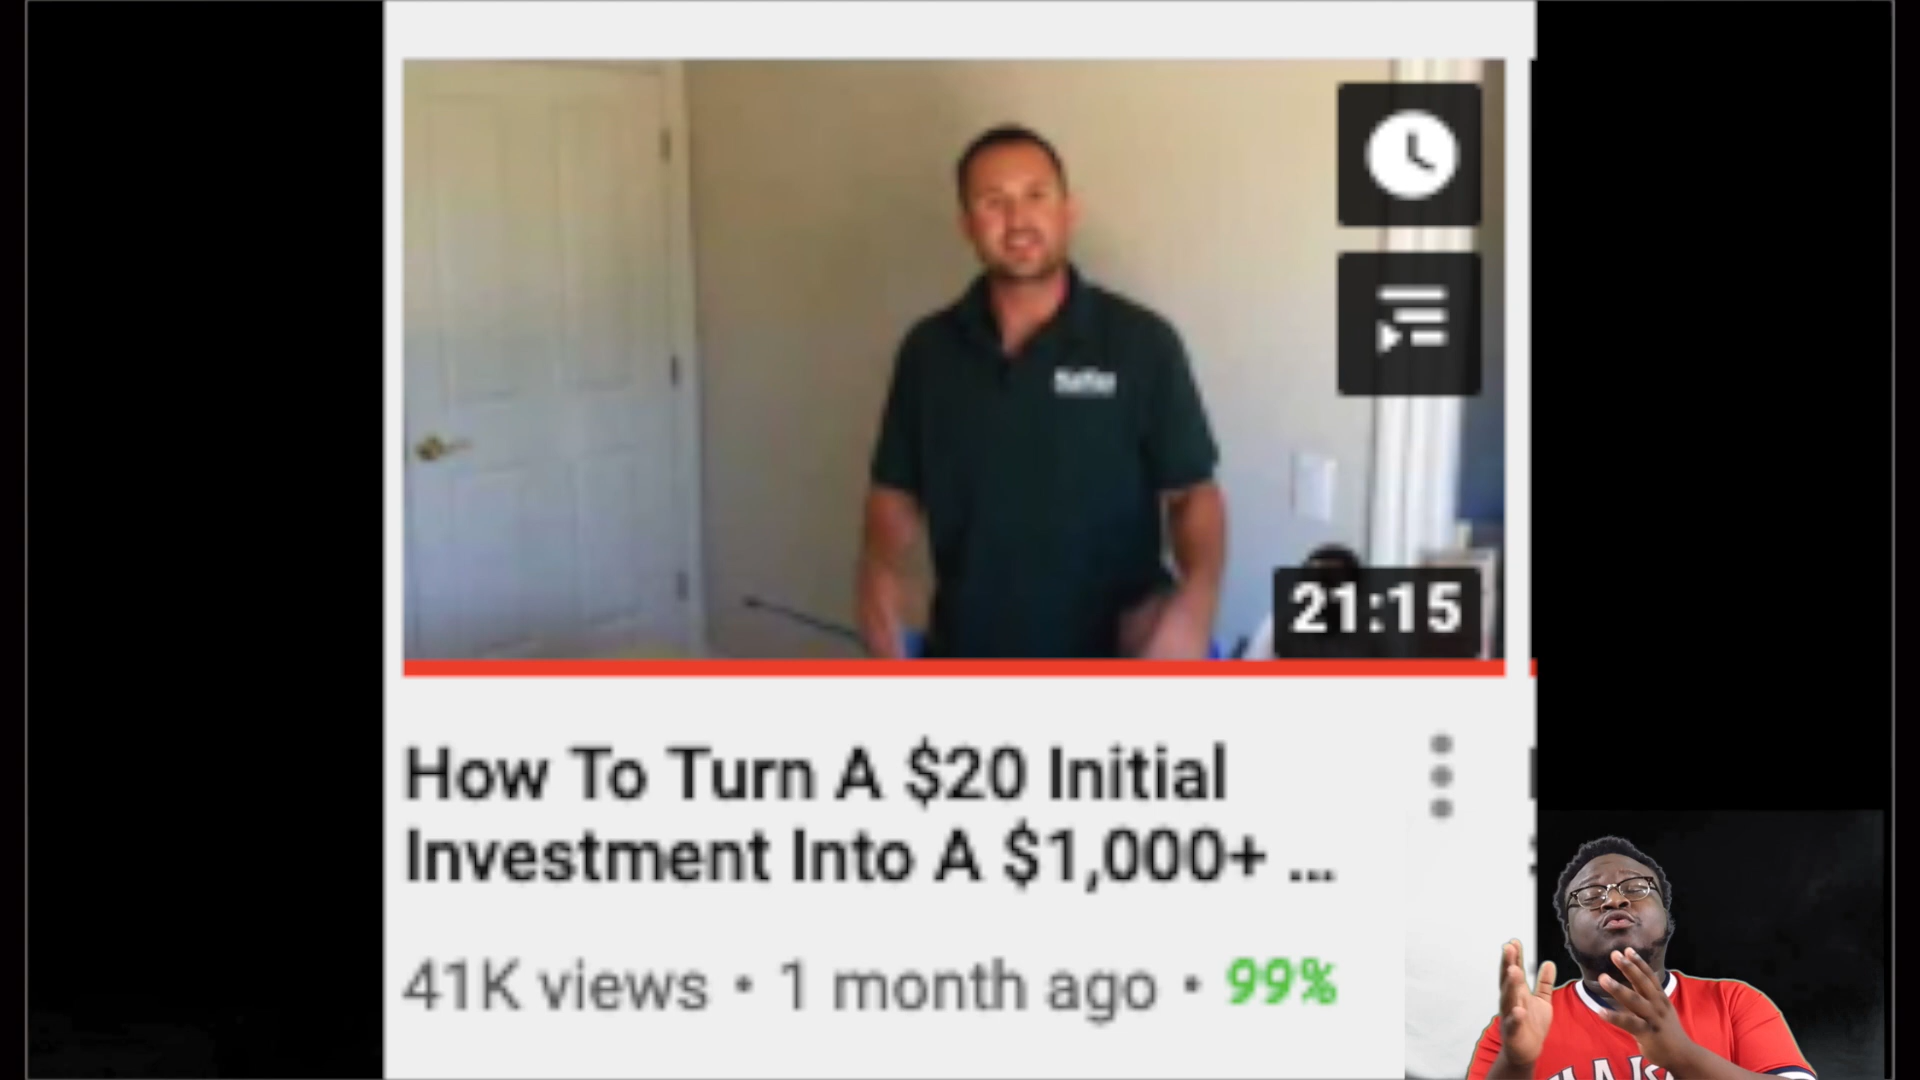 21:15
How To Turn A $20 Initial
Investment Into A $1,000+ ...
41K views • 1 month ago • 99%